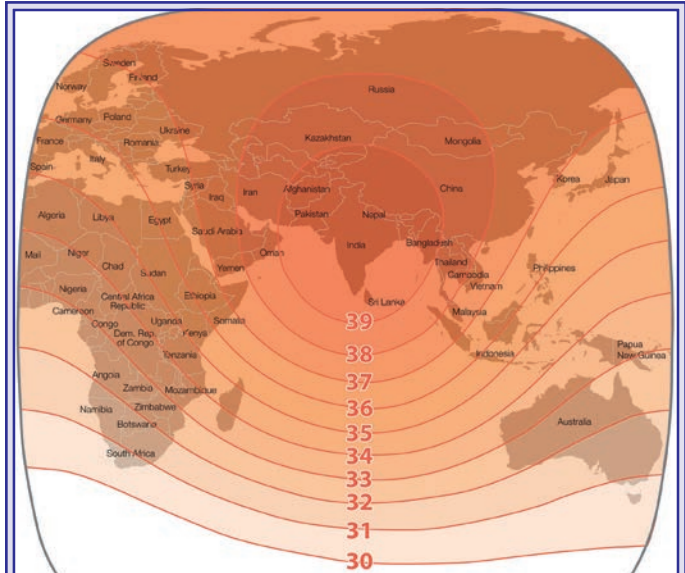 Sweden
Finland
Norway
Russia
Germany
Poland
Ukraine
France
Romania
Kazakhstan
Mongolia
Italy
Spain
Turkey
Syria
Iraq
Iran
Afghanistan
China
Korea
Japan
Algeria
Libya
Egypt
Pakistan
Nepal
Saudi Arabia
India
Bangladesh
Mali
Niger
Chad
Sudan
Yemen
Oman
Thailand
Cambodia
Vietnam
Philippines
Nigeria
Central Africa
Republic
Ethiopia
Sri Lanka
Cameroon
Congo
Uganda
Somalia
Malaysia
Dem. Rep.
of Congo
Kenya
39
Tanzania
38
Indonesia
Papua
New Guinea
Angola
Zambia
Mozambique
37
Namibia
Zimbabwe
36
Botswana
Australia
35
South Africa
34
33
32
31
30